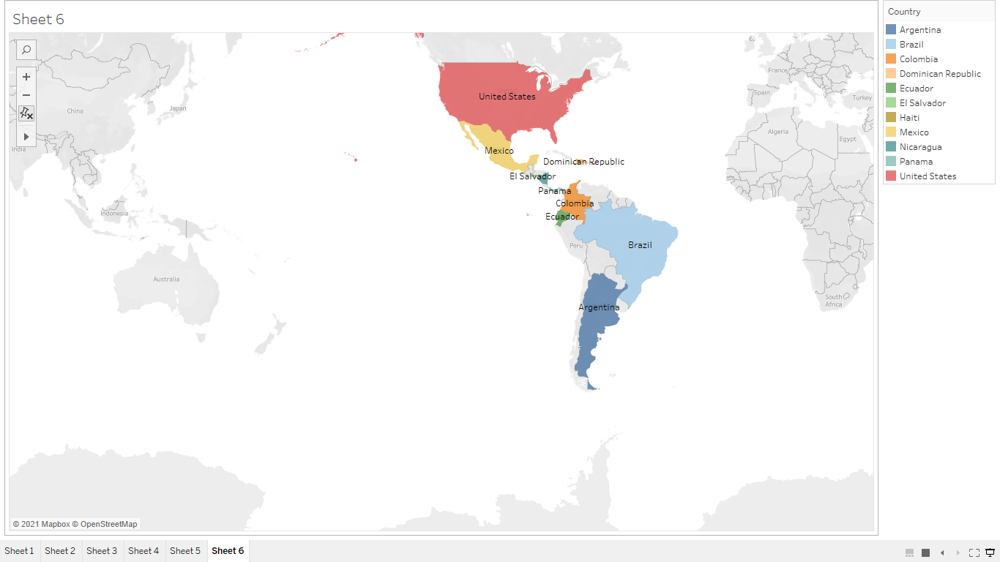 Sheet 6
Country
Argentina
Brazil
Colombia
Dominican Republic
Ecuador
El Salvador
Haiti
Mexico
Nicaragua
Panama
United States
United States
Mexico
Dominican Republic
El Salvador
Panama
Colombia
Ecuador
Brazil
Peru
Argentina
China
Japan
India
Indonesia
Australia
France
Spain
Turkey
Algeria
Egypt
South
Africa
© 2021 Mapbox © OpenStreetMap
Sheet 1
Sheet 2
Sheet 3
Sheet 4
Sheet 5
Sheet 6